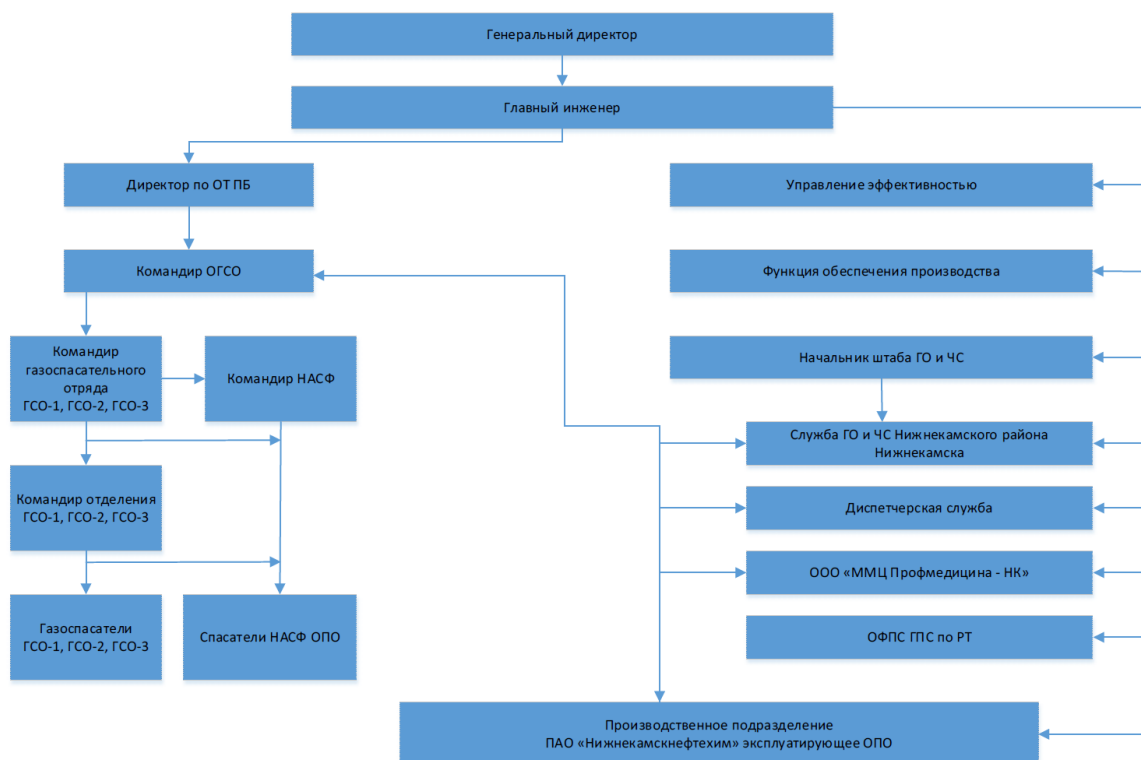 Генеральный директор
Главный инженер
Директор по ОТ ПБ
Управление эффективностью
Командир ОГСО
Функция обеспечения производства
Командир
газоспасательного
отряда
ГСО-1, ГСО-2, ГСО-3
Командир НАСФ
Начальник штаба ГО и ЧС
Служба ГО и ЧС Нижнекамского района
Нижнекамска
Командир отделения
ГСО-1, ГСО-2, ГСО-3
Диспетчерская служба
ООО «ММЦ Профмедицина - НК»
Газоспасатели
ГСО-1, ГСО-2, ГСО-3
Спасатели НАСФ ОПО
ОФПС ГПС по РТ
Производственное подразделение
ПАО «Нижнекамскнефтехим» эксплуатирующее ОПО